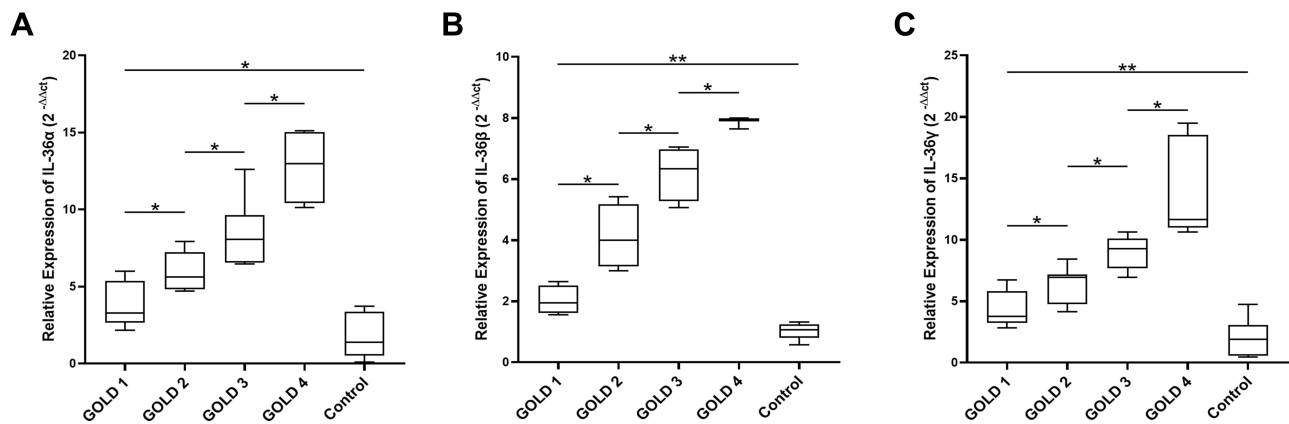 A
Relative Expression of IL-36α (2 -ΔΔct)
20
15
10
5
0
*
*
*
*
GOLD 1
GOLD 2
GOLD 3
GOLD 4
Control
B
Relative Expression of IL-36β (2 -ΔΔct)
10
8
6
4
2
0
**
*
*
*
GOLD 1
GOLD 2
GOLD 3
GOLD 4
Control
C
Relative Expression of IL-36γ (2 -ΔΔct)
25
20
15
10
5
0
**
*
*
*
GOLD 1
GOLD 2
GOLD 3
GOLD 4
Control